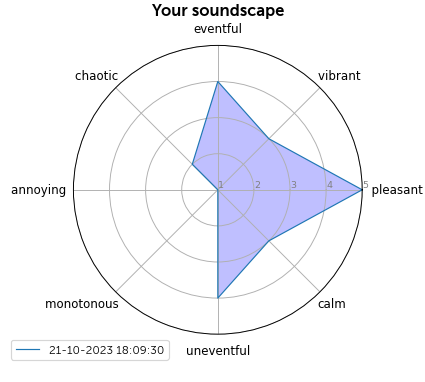 Your soundscape
eventful
chaotic
vibrant
annoying
1
2
3
4
5
pleasant
monotonous
calm
uneventful
21-10-2023 18:09:30